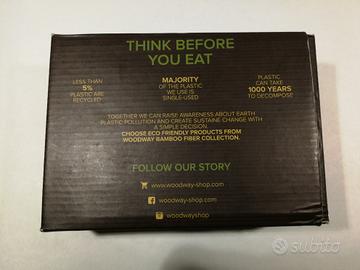 THINK BEFORE
YOU EAT
LESS THAN
5%
PLASTIC ARE
RECYCLED
MAJORITY
OF THE PLASTIC
WE USE IS
SINGLE-USED
PLASTIC
CAN TAKE
1000 YEARS
TO DECOMPOSE
TOGETHER WE CAN RAISE AWARENESS ABOUT EARTH
PLASTIC POLLUTION AND CREATE SUSTAINE CHANGE WITH
A SIMPLE DECISION.
CHOOSE ECO FRIENDLY PRODUCTS FROM
WOODWAY BAMBOO FIBER COLLECTION.
FOLLOW OUR STORY
www.woodway-shop.com
woodway-shop.com
woodwayshop
subito